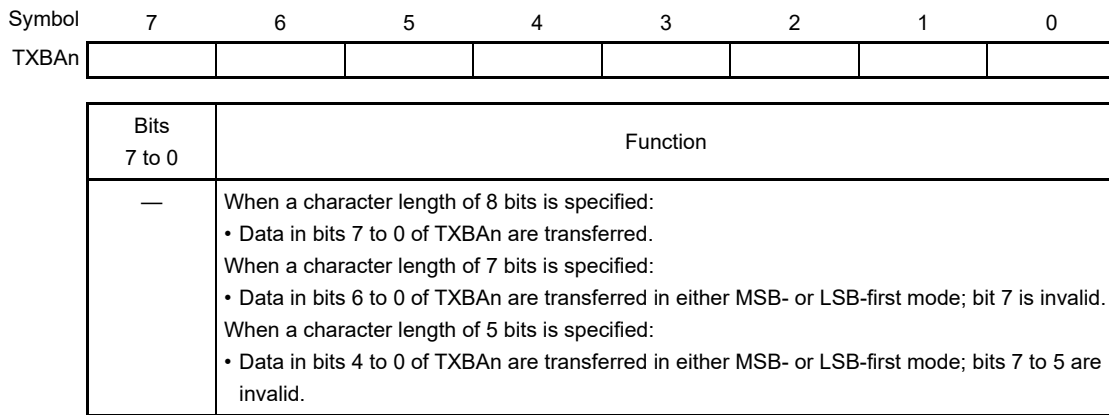 Symbol 7 6 5 4 3 2 1 0
TXBAn
Bits
7 to 0
Function
— When a character length of 8 bits is specified:
• Data in bits 7 to 0 of TXBAn are transferred.
When a character length of 7 bits is specified:
• Data in bits 6 to 0 of TXBAn are transferred in either MSB- or LSB-first mode; bit 7 is invalid.
When a character length of 5 bits is specified:
• Data in bits 4 to 0 of TXBAn are transferred in either MSB- or LSB-first mode; bits 7 to 5 are
invalid.